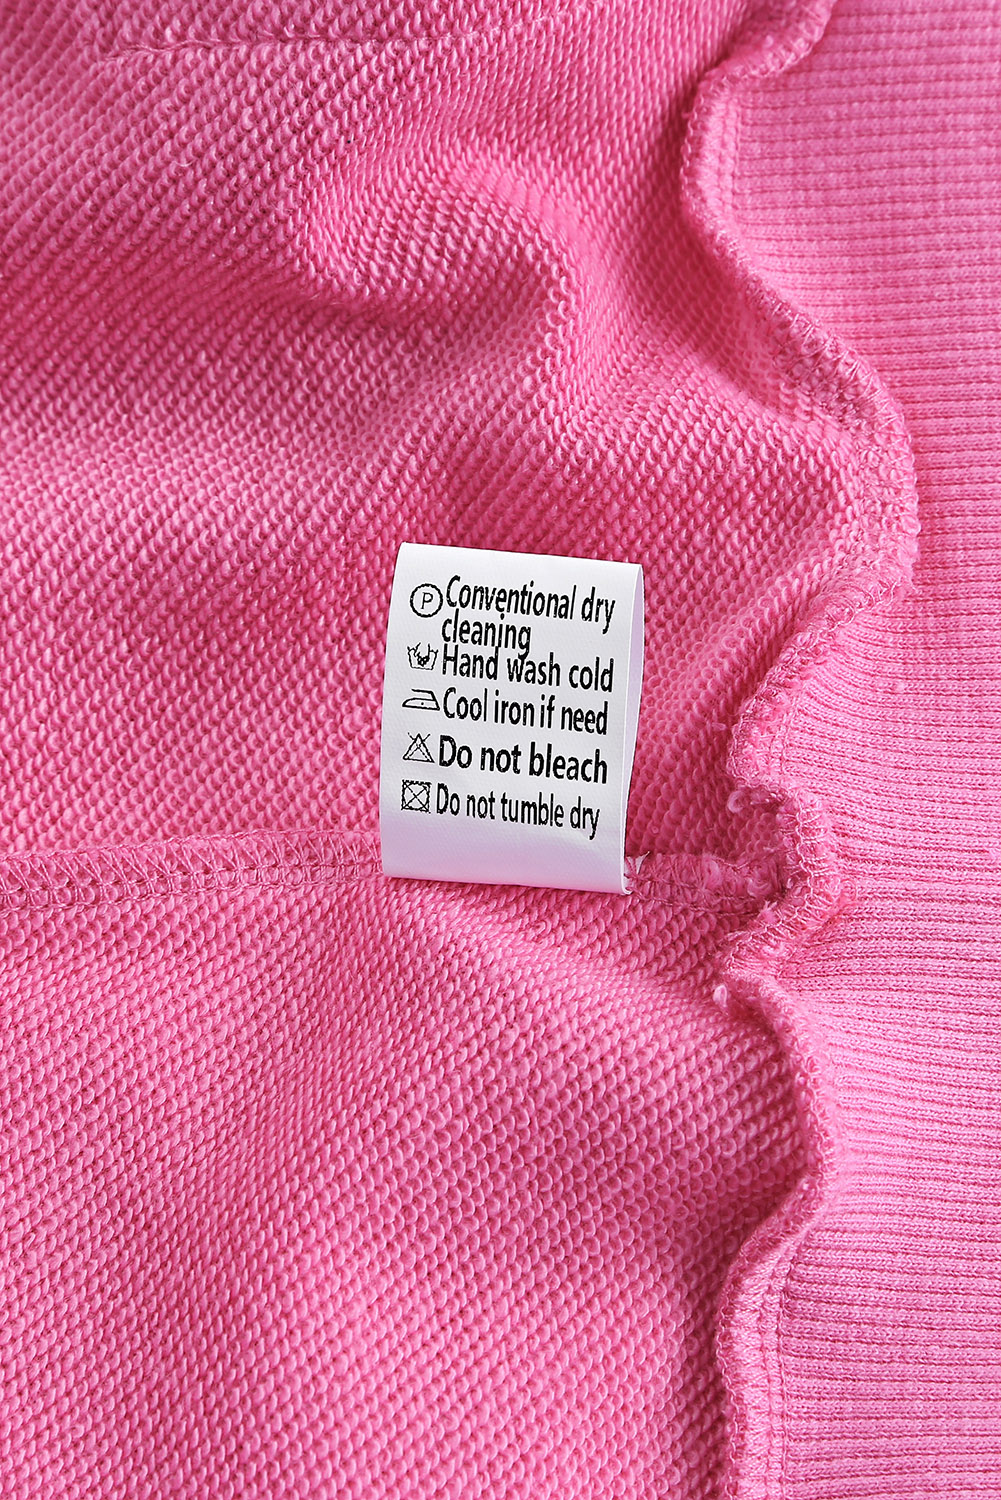 P Conventional dry
cleaning
Hand wash cold
Cool iron if need
Do not bleach
Do not tumble dry